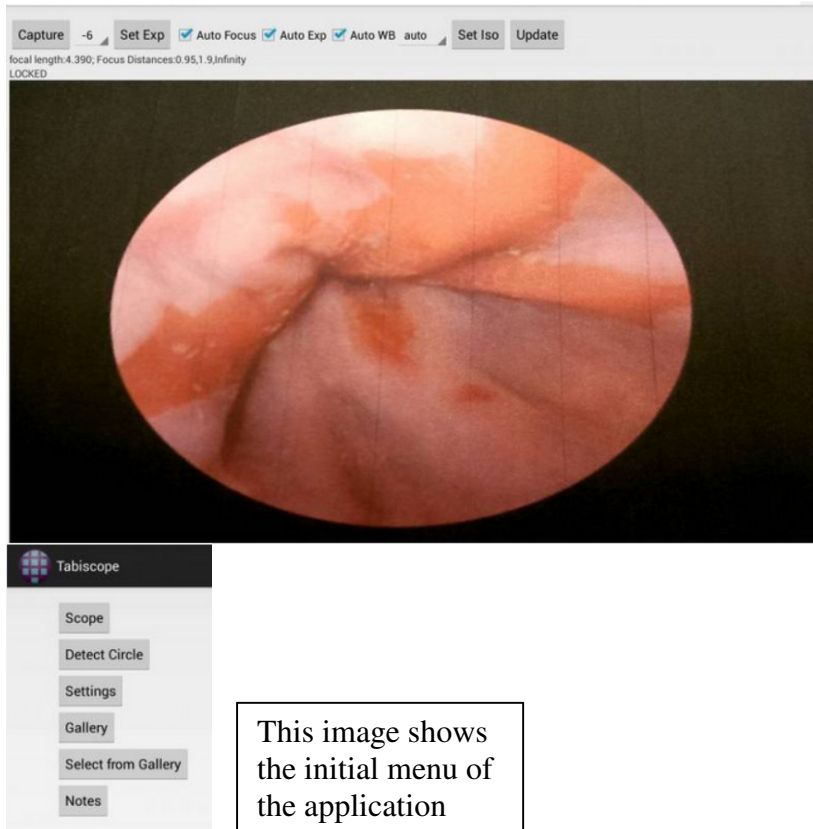 Capture -6 Set Exp Auto Focus Auto Exp Auto WB auto Set Iso Update
focal length:4.390; Focus Distances:0.95,1.9,Infinity
LOCKED
Tabiscope
Scope
Detect Circle
Settings
Gallery
Select from Gallery
Notes
This image shows
the initial menu of
the application